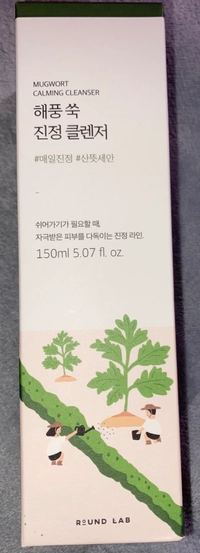 MUGWORT
CALMING CLEANSER
해풍 쑥
진정 클렌저
#매일진정 #산뜻세안
쉬어가기가 필요할 때,
자극받은 피부를 다독이는 진정 라인.
150ml 5.07 fl. oz.
ROUND LAB